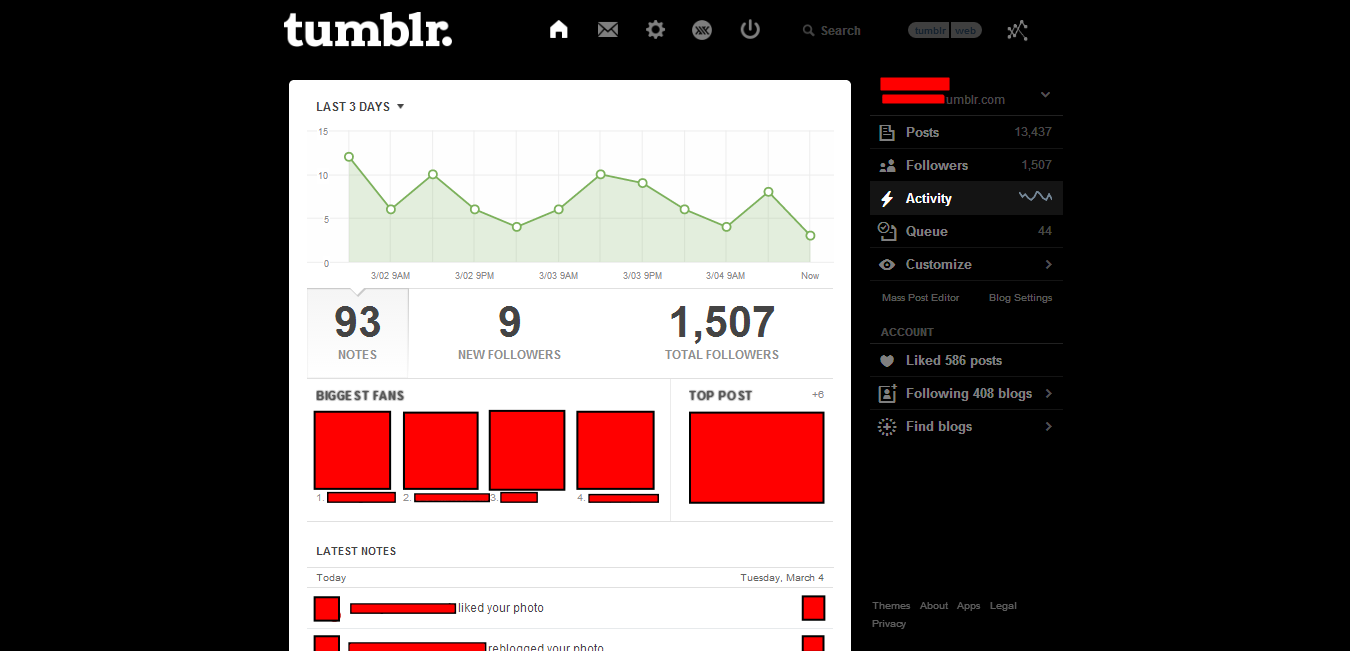 tumblr.
Search
tumblr web
LAST 3 DAYS
15
10
5
0
3/02 9AM 3/02 9PM 3/03 9AM 3/03 9PM 3/04 9AM Now
93 9 1,507
NOTES NEW FOLLOWERS TOTAL FOLLOWERS
BIGGEST FANS
1. 2. 3. 4.
TOP POST +6
LATEST NOTES
Today Tuesday, March 4
liked your photo
reblogged your photo
umblr.com
Posts 13,437
Followers 1,507
Activity
Queue 44
Customize
Mass Post Editor Blog Settings
ACCOUNT
Liked 586 posts
Following 408 blogs
Find blogs
Themes About Apps Legal
Privacy